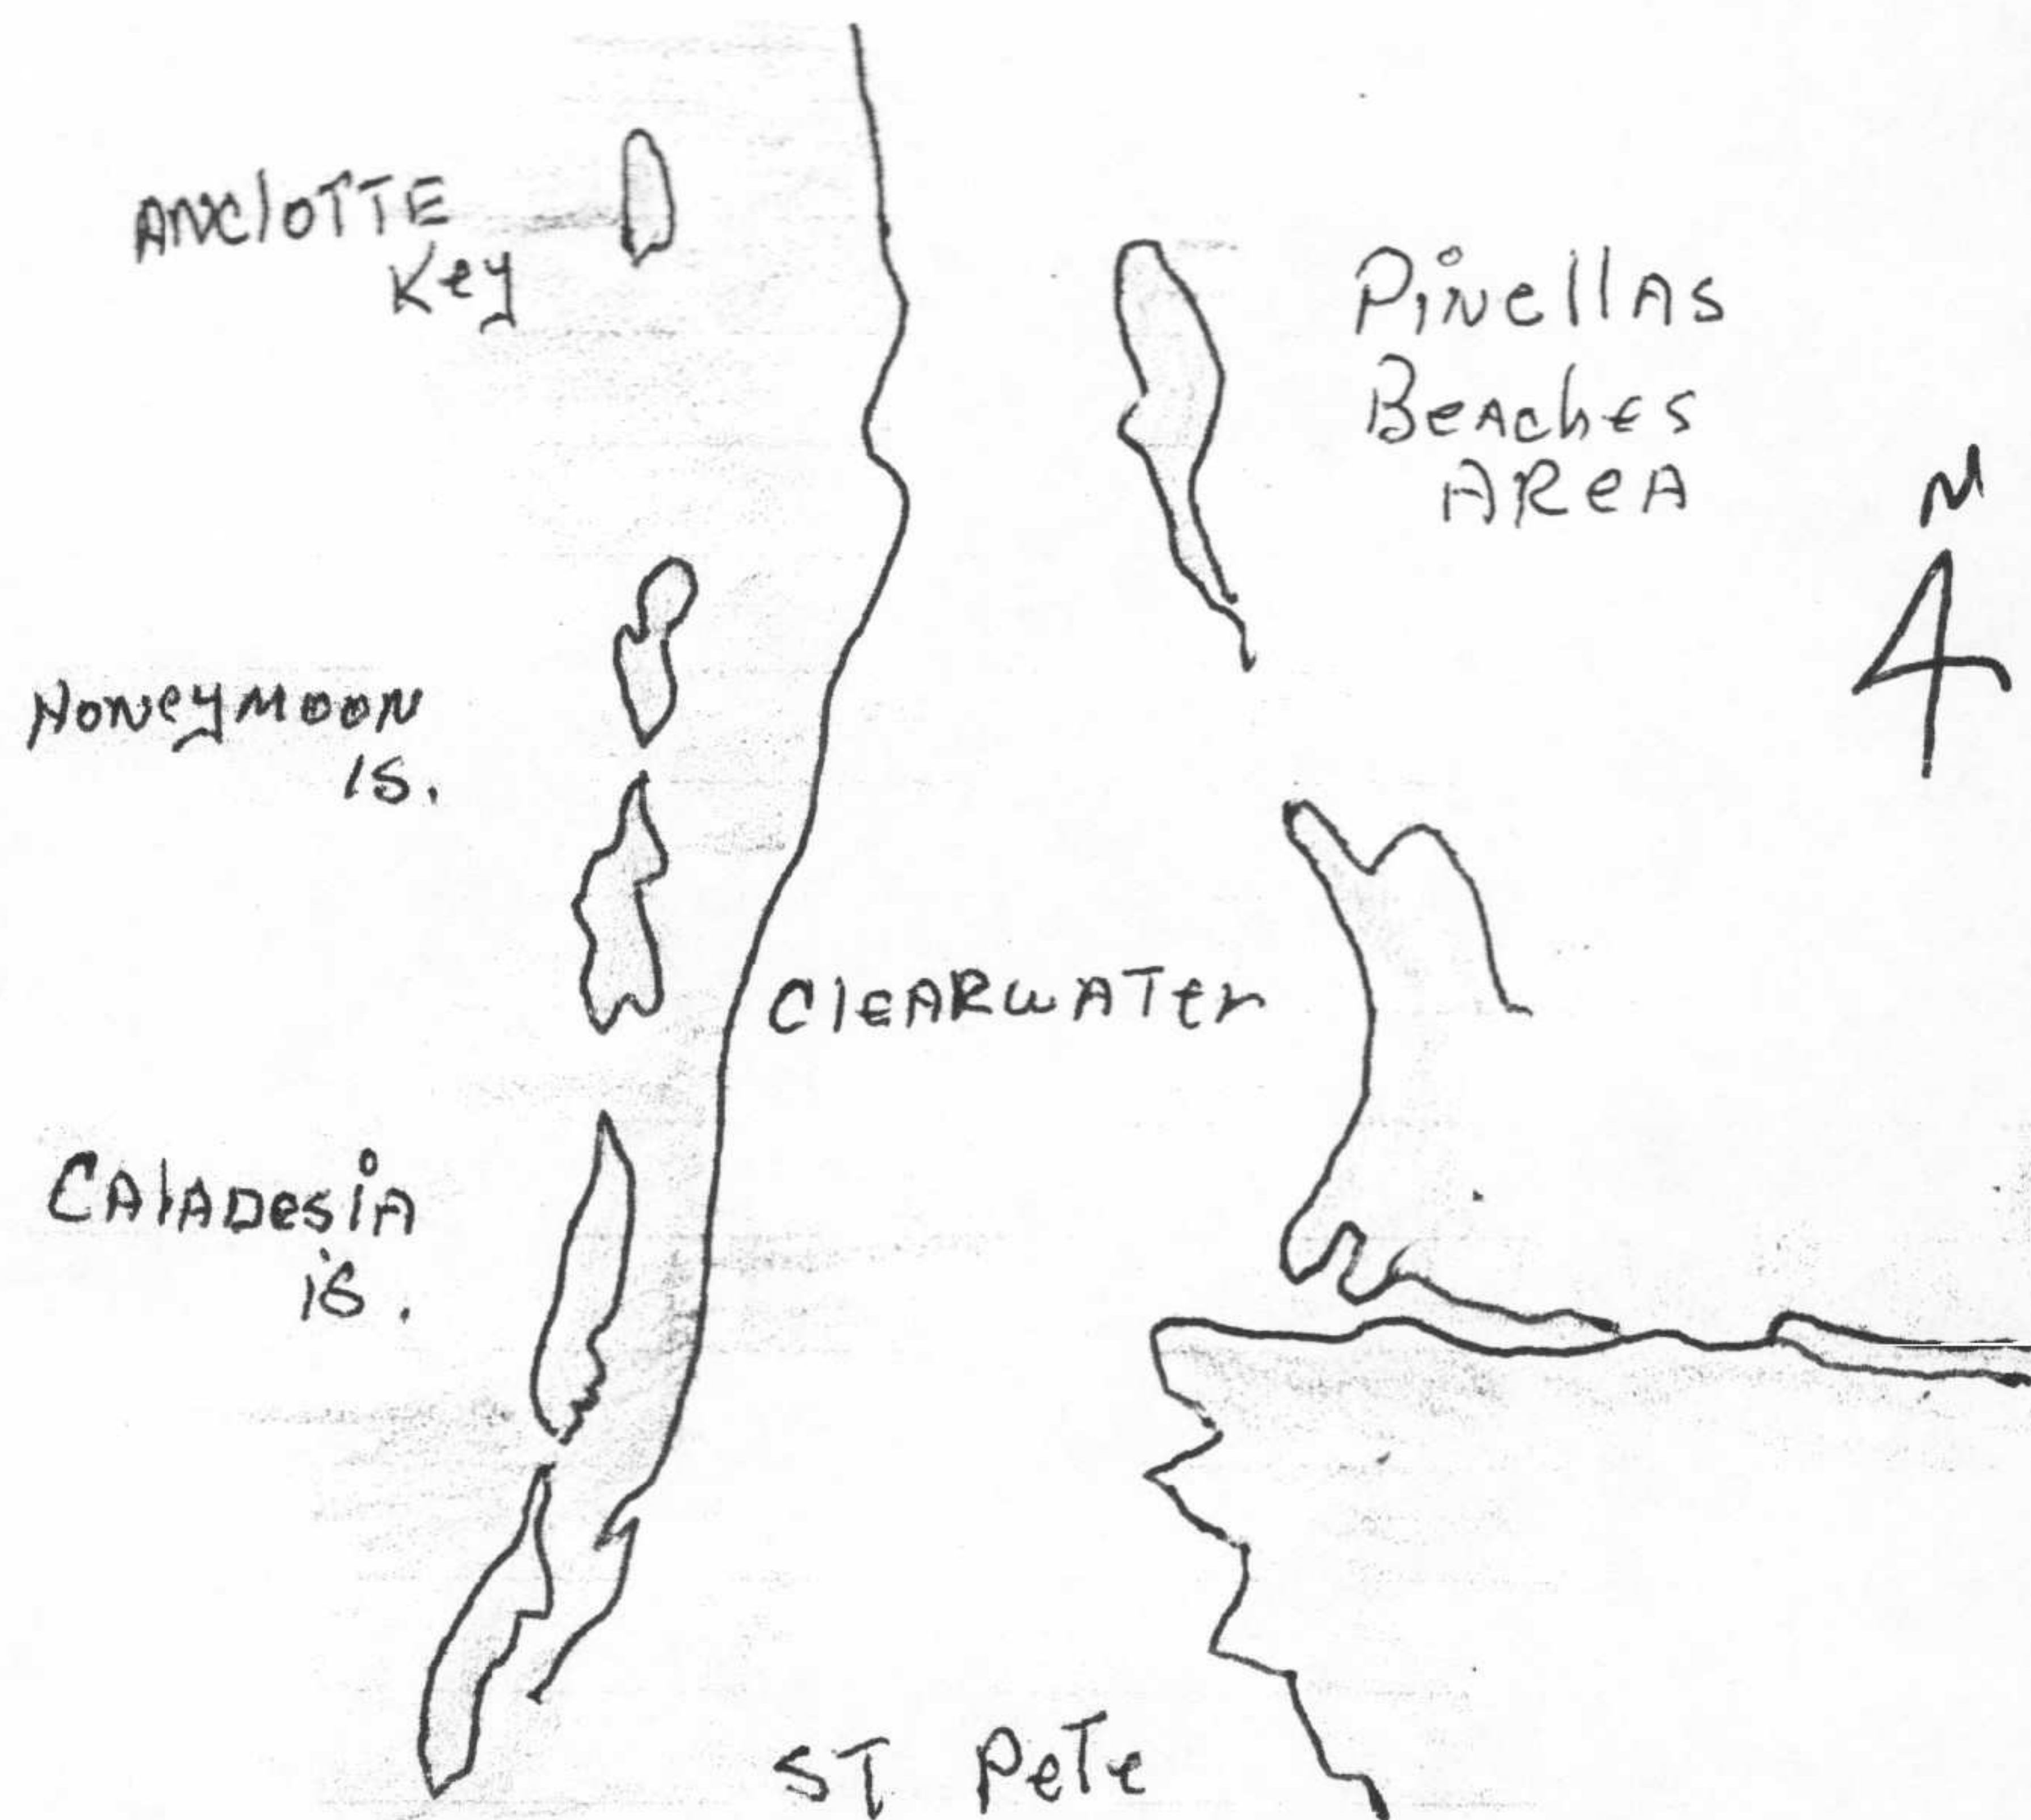 ANClOTTE
Key
PiNellAs
BeAches
AReA
N
HoNeyMooN
IS.
ClEARwATer
CAlADesiA
is.
ST PeTe